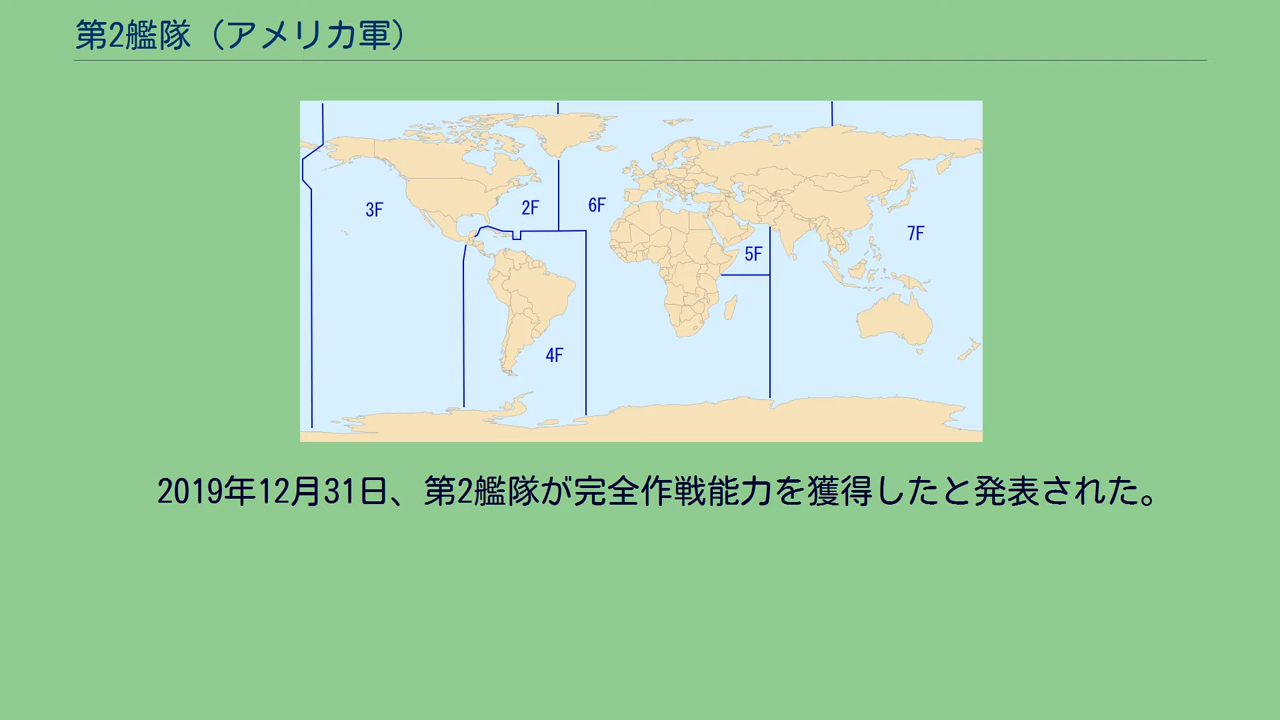 第2艦隊（アメリカ軍）
3F
2F
6F
7F
5F
4F
2019年12月31日、第2艦隊が完全作戦能力を獲得したと発表された。